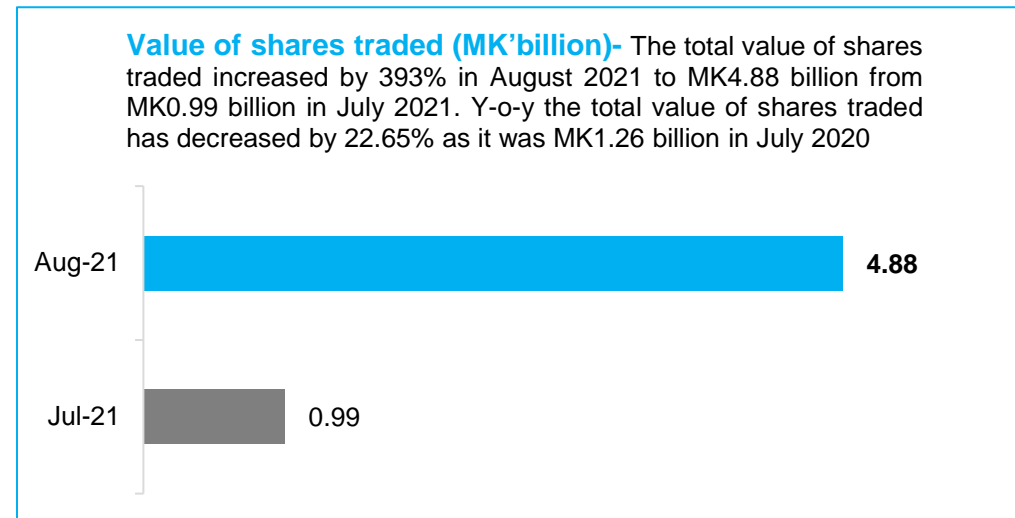 Value of shares traded (MK’billion)- The total value of shares
traded increased by 393% in August 2021 to MK4.88 billion from
MK0.99 billion in July 2021. Y-o-y the total value of shares traded
has decreased by 22.65% as it was MK1.26 billion in July 2020
Aug-21 4.88
Jul-21 0.99